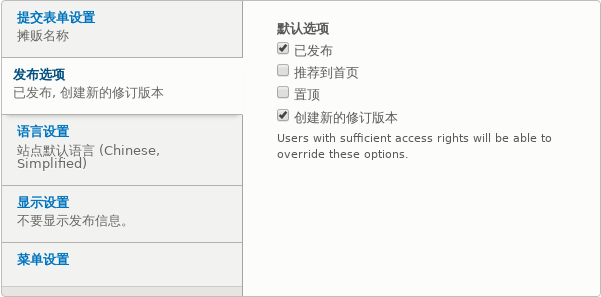 提交表单设置
摊贩名称
发布选项
已发布, 创建新的修订版本
语言设置
站点默认语言 (Chinese,
Simplified)
显示设置
不要显示发布信息。
菜单设置
默认选项
已发布
推荐到首页
置顶
创建新的修订版本
Users with sufficient access rights will be able to
override these options.